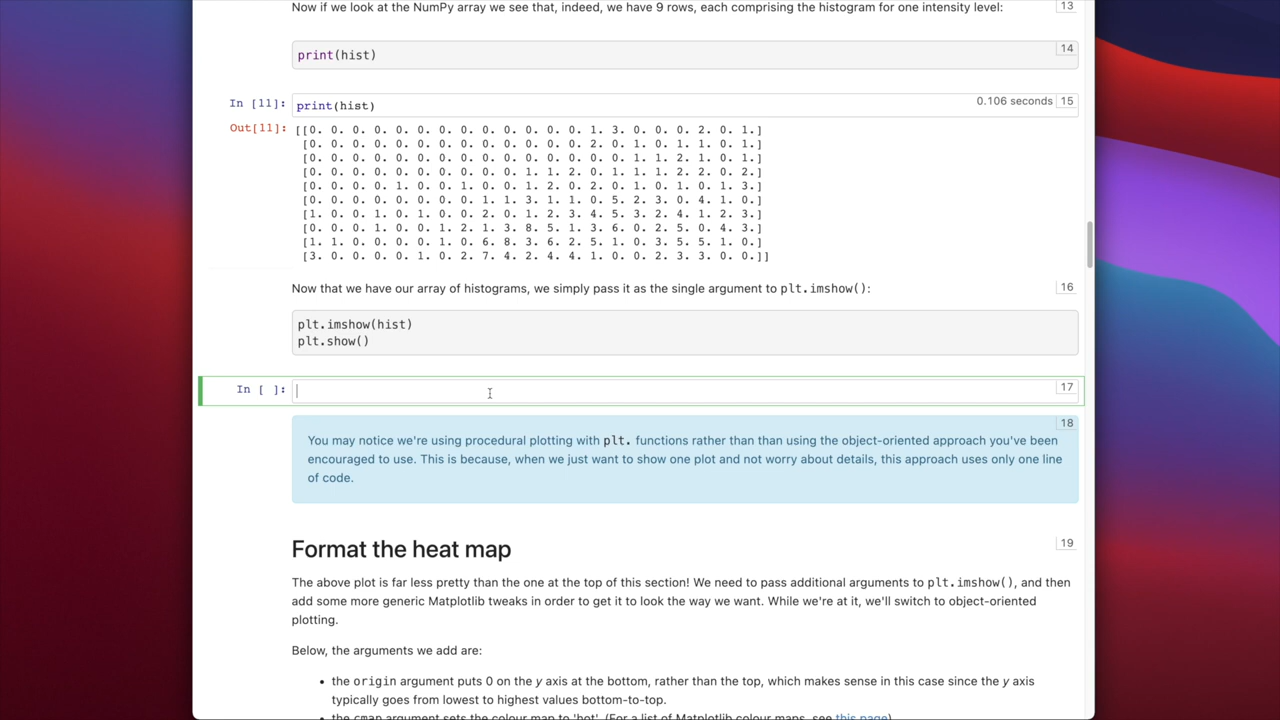 Now if we look at the NumPy array we see that, indeed, we have 9 rows, each comprising the histogram for one intensity level:
13
print(hist)
14
In [11]:
print(hist)
0.106 seconds
15
Out[11]:
[[0. 0. 0. 0. 0. 0. 0. 0. 0. 0. 0. 0. 0. 1. 3. 0. 0. 0. 2. 0. 1.]
[0. 0. 0. 0. 0. 0. 0. 0. 0. 0. 0. 0. 0. 2. 0. 1. 0. 1. 1. 0. 1.]
[0. 0. 0. 0. 0. 0. 0. 0. 0. 0. 0. 0. 0. 0. 0. 1. 1. 2. 1. 0. 1.]
[0. 0. 0. 0. 0. 0. 0. 0. 0. 0. 1. 1. 2. 0. 1. 1. 1. 2. 2. 0. 2.]
[0. 0. 0. 0. 1. 0. 0. 1. 0. 0. 1. 2. 0. 2. 0. 1. 0. 1. 0. 1. 3.]
[0. 0. 0. 0. 0. 0. 0. 0. 1. 1. 3. 1. 1. 0. 5. 2. 3. 0. 4. 1. 0.]
[1. 0. 0. 1. 0. 1. 0. 0. 2. 0. 1. 2. 3. 4. 5. 3. 2. 4. 1. 2. 3.]
[0. 0. 0. 1. 0. 0. 1. 2. 1. 3. 8. 5. 1. 3. 6. 0. 2. 5. 0. 4. 3.]
[1. 1. 0. 0. 0. 0. 1. 0. 6. 8. 3. 6. 2. 5. 1. 0. 3. 5. 5. 1. 0.]
[3. 0. 0. 0. 0. 1. 0. 2. 7. 4. 2. 4. 4. 1. 0. 0. 2. 3. 3. 0. 0.]]
Now that we have our array of histograms, we simply pass it as the single argument to plt.imshow():
16
plt.imshow(hist)
plt.show()
In [ ]:
17
18
You may notice we're using procedural plotting with plt. functions rather than than using the object-oriented approach you've been
encouraged to use. This is because, when we just want to show one plot and not worry about details, this approach uses only one line
of code.
Format the heat map
19
The above plot is far less pretty than the one at the top of this section! We need to pass additional arguments to plt.imshow(), and then
add some more generic Matplotlib tweaks in order to get it to look the way we want. While we're at it, we'll switch to object-oriented
plotting.
Below, the arguments we add are:
• the origin argument puts 0 on the y axis at the bottom, rather than the top, which makes sense in this case since the y axis
typically goes from lowest to highest values bottom-to-top.
• the cmap argument sets the colour map to 'hot'. (For a list of Matplotlib colour maps, see this page)